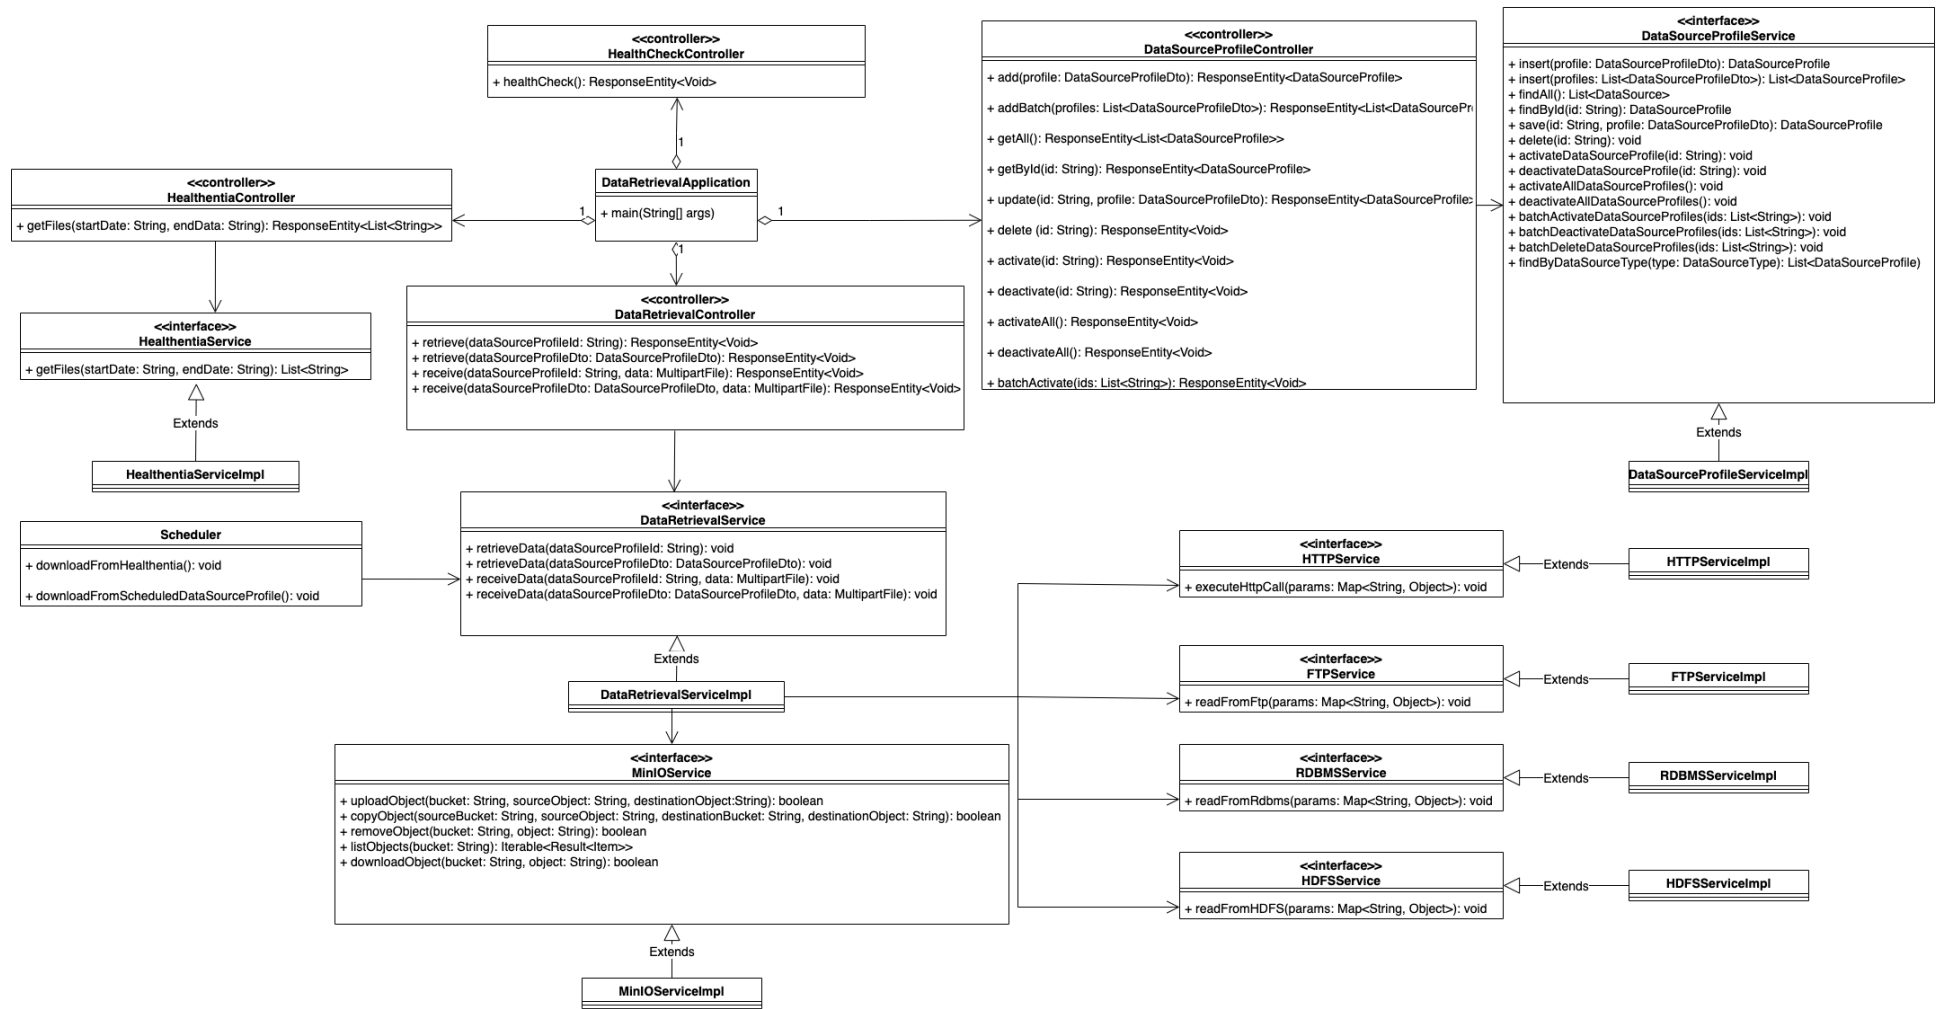 <<controller>>
HealthCheckController
+ healthCheck(): ResponseEntity<Void>
1
<<controller>>
DataSourceProfileController
+ add(profile: DataSourceProfileDto): ResponseEntity<DataSourceProfile>
+ addBatch(profiles: List<DataSourceProfileDto>): ResponseEntity<List<DataSourcePr
+ getAll(): ResponseEntity<List<DataSourceProfile>>
+ getById(id: String): ResponseEntity<DataSourceProfile>
+ update(id: String, profile: DataSourceProfileDto): ResponseEntity<DataSourceProfile>
+ delete (id: String): ResponseEntity<Void>
+ activate(id: String): ResponseEntity<Void>
+ deactivate(id: String): ResponseEntity<Void>
+ activateAll(): ResponseEntity<Void>
+ deactivateAll(): ResponseEntity<Void>
+ batchActivate(ids: List<String>): ResponseEntity<Void>
<<interface>>
DataSourceProfileService
+ insert(profile: DataSourceProfileDto): DataSourceProfile
+ insert(profiles: List<DataSourceProfileDto>): List<DataSourceProfile>
+ findAll(): List<DataSource>
+ findById(id: String): DataSourceProfile
+ save(id: String, profile: DataSourceProfileDto): DataSourceProfile
+ delete(id: String): void
+ activateDataSourceProfile(id: String): void
+ deactivateDataProfile(id: String): void
+ activateAllDataSourceProfiles(): void
+ deactivateAllDataSourceProfiles(): void
+ batchActivateDataSourceProfiles(ids: List<String>): void
+ batchDeactivateDataSourceProfiles(ids: List<String>): void
+ batchDeleteDataSourceProfiles(ids: List<String>): void
+ findByDataSourceType(type: DataSourceType): List<DataSourceProfile)
Extends
DataSourceProfileServiceImpl
<<controller>>
HealthentiaController
+ getFiles(startDate: String, endData: String): ResponseEntity<List<String>>
1
DataRetrievalApplication
+ main(String[] args)
1
1
<<controller>>
DataRetrievalController
+ retrieve(dataSourceProfileId: String): ResponseEntity<Void>
+ retrieve(dataSourceProfileDto: DataSourceProfileDto): ResponseEntity<Void>
+ receive(dataSourceProfileId: String, data: MultipartFile): ResponseEntity<Void>
+ receive(dataSourceProfileDto: DataSourceProfileDto, data: MultipartFile): ResponseEntity<Void>
<<interface>>
HealthentiaService
+ getFiles(startDate: String, endDate: String): List<String>
Extends
HealthentiaServiceImpl
Scheduler
+ downloadFromHealthentia(): void
+ downloadFromScheduledDataSourceProfile(): void
<<interface>>
DataRetrievalService
+ retrieveData(dataSourceProfileId: String): void
+ retrieveData(dataSourceProfileDto: DataSourceProfileDto): void
+ receiveData(dataSourceProfileId: String, data: MultipartFile): void
+ receiveData(dataSourceProfileDto: DataSourceProfileDto, data: MultipartFile): void
Extends
DataRetrievalServiceImpl
<<interface>>
MinIOService
+ uploadObject(bucket: String, sourceObject: String, destinationObject:String): boolean
+ copyObject(sourceBucket: String, sourceObject: String, destinationBucket: String, destinationObject: String): boolean
+ removeObject(bucket: String, object: String): boolean
+ listObjects(bucket: String): Iterable<Result<Item>>
+ downloadObject(bucket: String, object: String): boolean
Extends
MinIOServiceImpl
<<interface>>
HTTPService
+ executeHttpCall(params: Map<String, Object>): void
Extends
HTTPServiceImpl
<<interface>>
FTPService
+ readFromFtp(params: Map<String, Object>): void
Extends
FTPServiceImpl
<<interface>>
RDBMSService
+ readFromRdbms(params: Map<String, Object>): void
Extends
RDBMSServiceImpl
<<interface>>
HDFSService
+ readFromHDFS(params: Map<String, Object>): void
Extends
HDFSServiceImpl